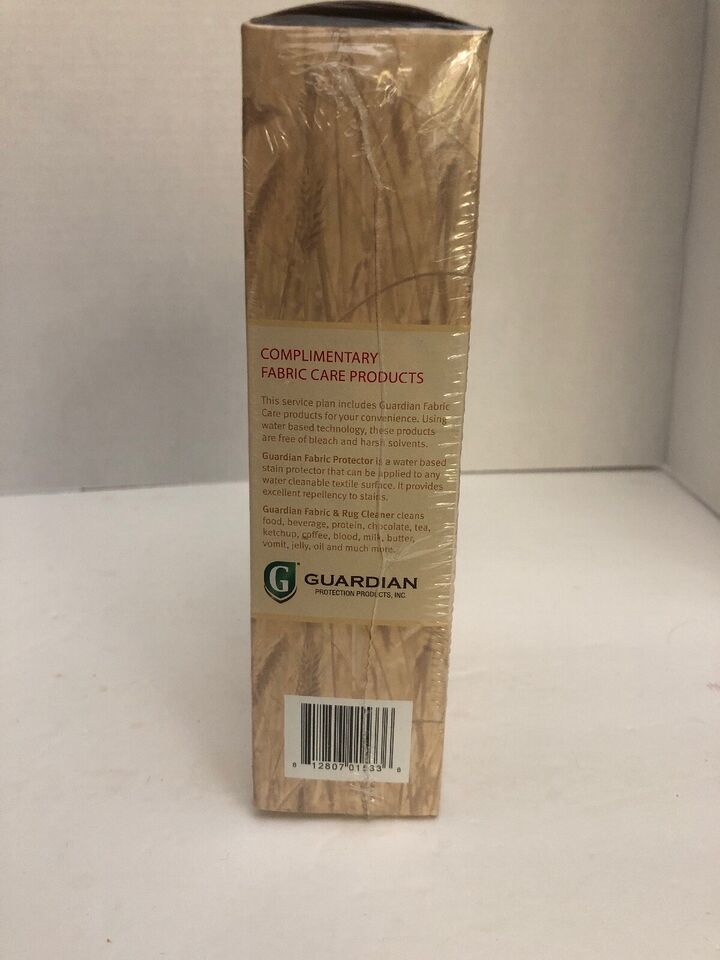 COMPLIMENTARY
FABRIC CARE PRODUCTS
This service plan includes Guardian Fabric
Care products for your convenience. Using
water based technology, these products
are free of bleach and harsh solvents.
Guardian Fabric Protector is a water based
stain protector that can be applied to any
water cleanable textile surface. It provides
excellent repellency to stains.
Guardian Fabric & Rug Cleaner cleans
food, beverage, protein, chocolate, tea,
ketchup, coffee, blood, milk, butter,
vomit, jelly, oil and much more.
G GUARDIAN
PROTECTION PRODUCTS, INC.
8 12807 6